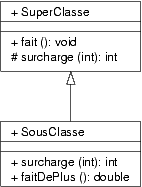 + SuperClasse
+ fait (): void
# surcharge (int): int
+ SousClasse
+ surcharge (int): int
+ faitDePlus (): double